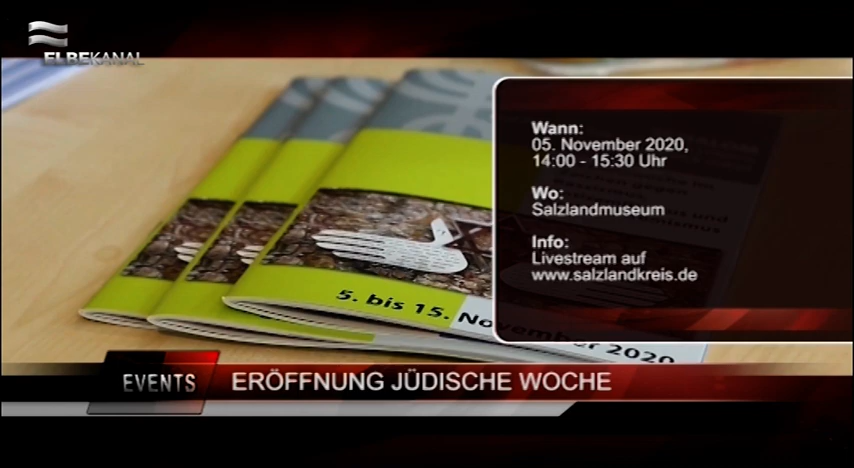 ELBEKANAL
Wann:
05. November 2020,
14:00 - 15:30 Uhr
Wo:
Salzlandmuseum
Info:
Livestream auf
www.salzlandkreis.de
5. bis 15. November 2020
EVENTS
ERÖFFNUNG JÜDISCHE WOCHE